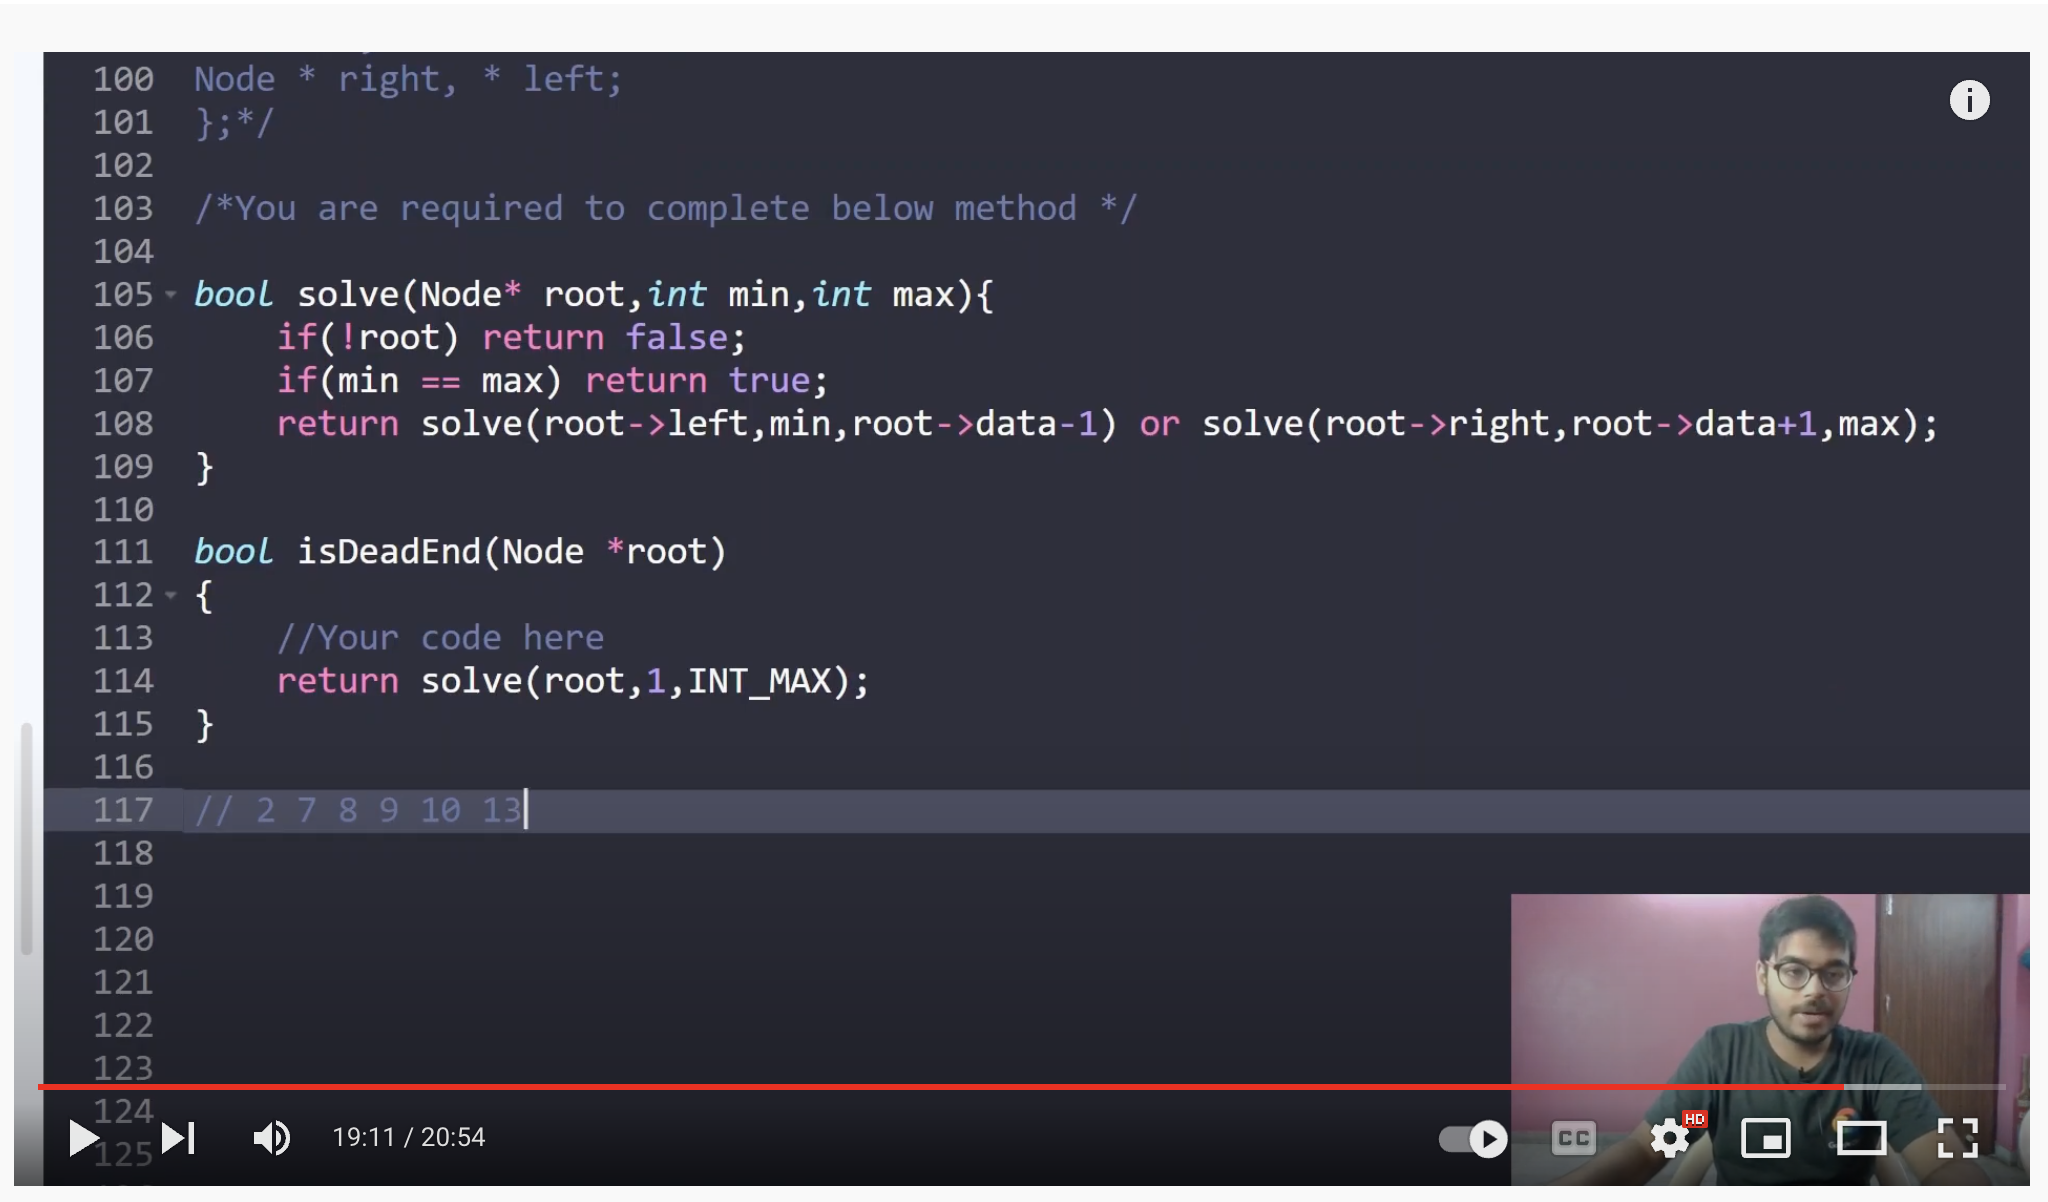 100 Node * right, * left;
101 };*/
102
103 /*You are required to complete below method */
104
105 bool solve(Node* root,int min,int max){
106     if(!root) return false;
107     if(min == max) return true;
108     return solve(root->left,min,root->data-1) or solve(root->right,root->data+1,max);
109 }
110
111 bool isDeadEnd(Node *root)
112 {
113     //Your code here
114     return solve(root,1,INT_MAX);
115 }
116
117 // 2 7 8 9 10 13
118
119
120
121
122
123
124
125
19:11 / 20:54
CC
HD